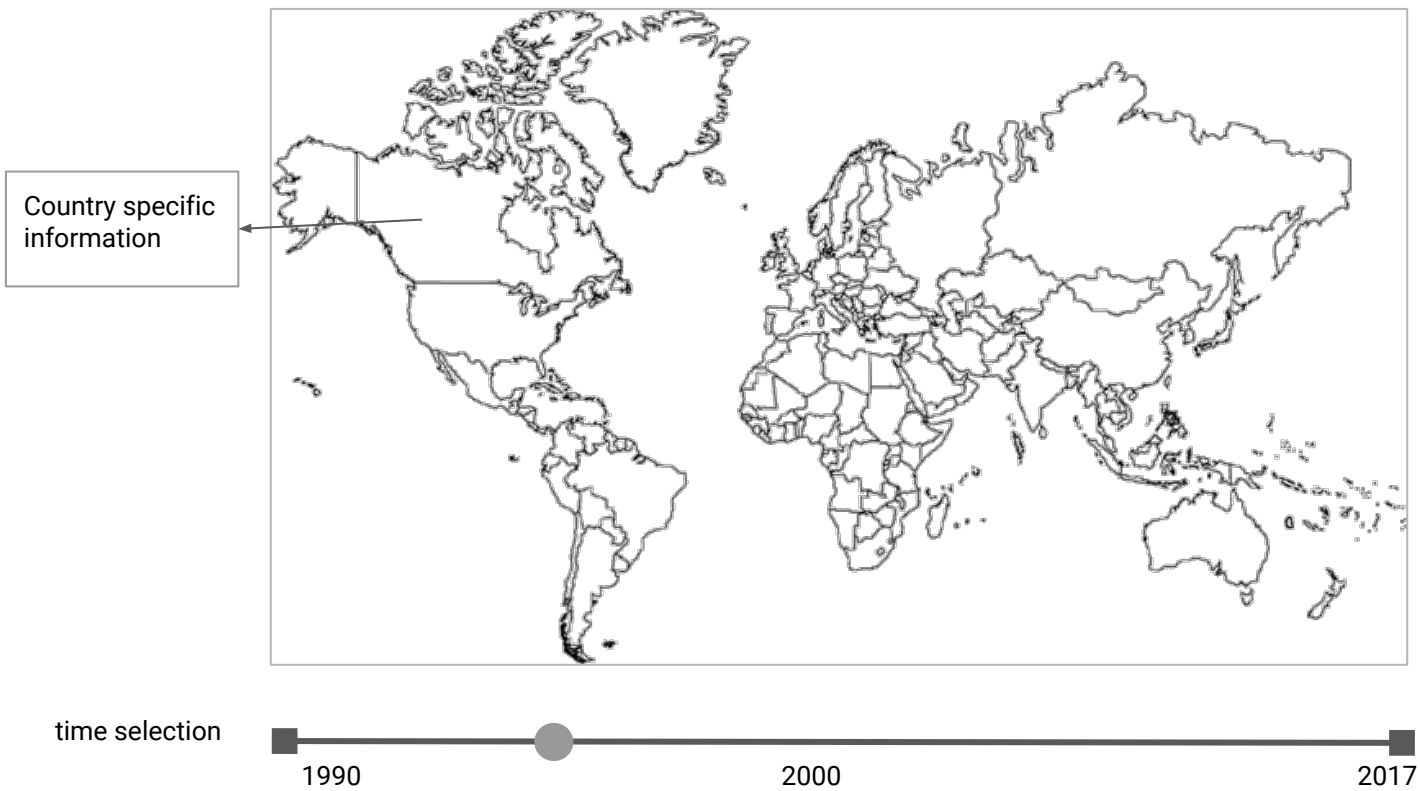 Country specific
information
time selection
1990
2000
2017